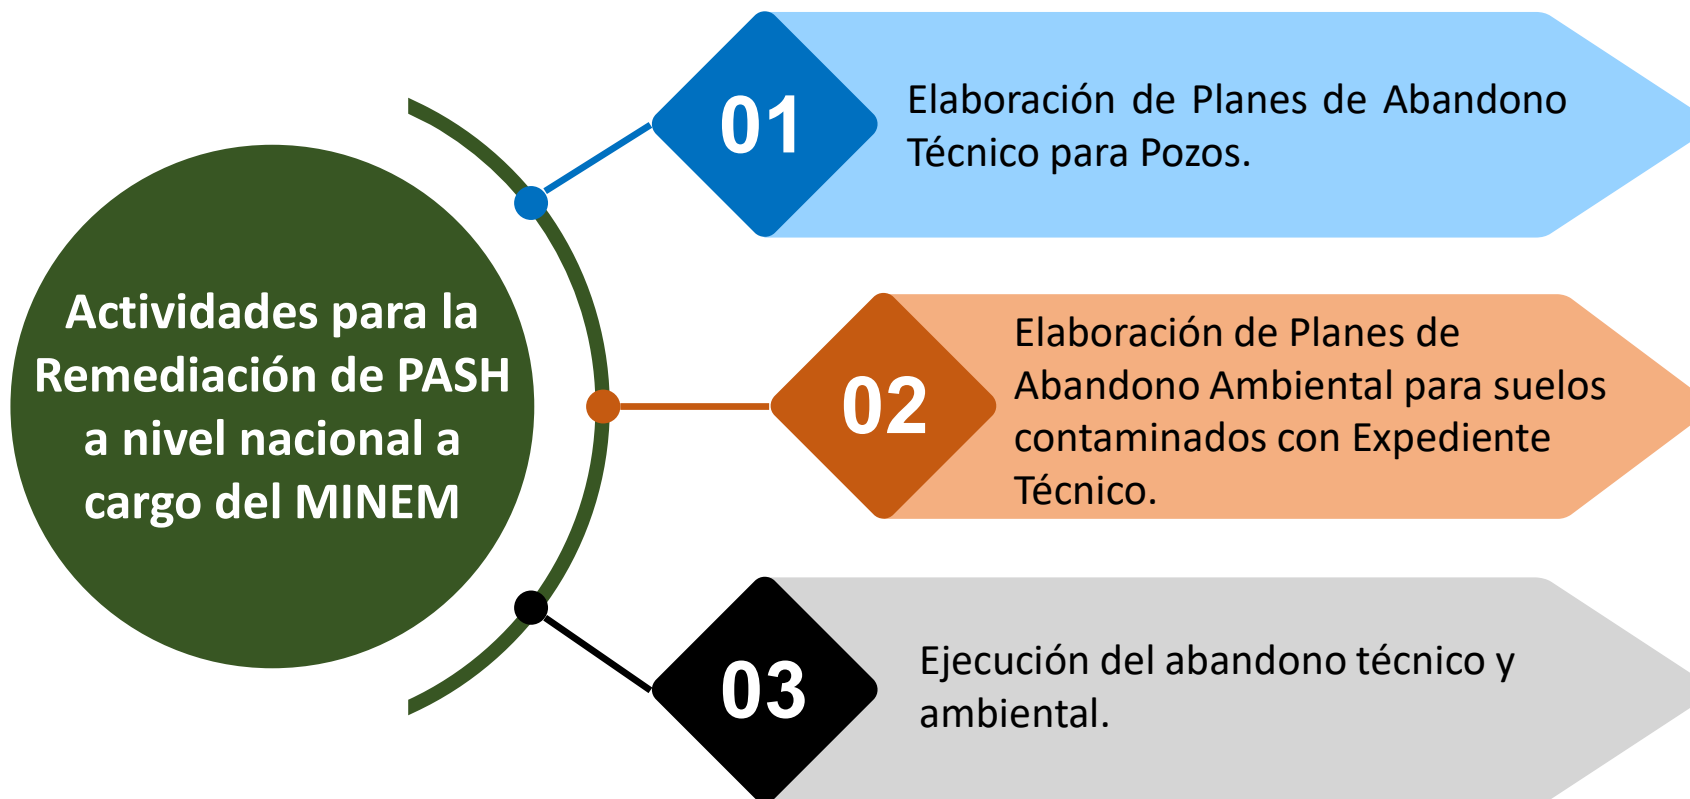 Actividades para la
Remediación de PASH
a nivel nacional a
cargo del MINEM
01
Elaboración de Planes de Abandono
Técnico para Pozos.
02
Elaboración de Planes de
Abandono Ambiental para suelos
contaminados con Expediente
Técnico.
03
Ejecución del abandono técnico y
ambiental.